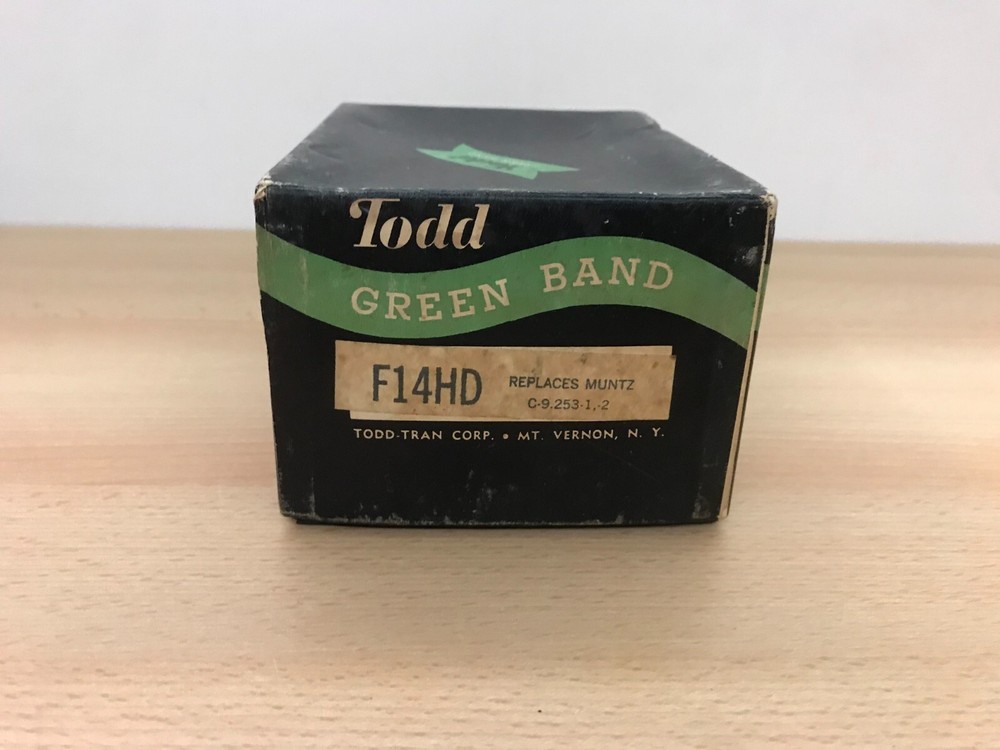 Todd
GREEN BAND
F14HD
REPLACES MUNTZ
C-9.253-1,-2
TODD-TRAN CORP. • MT. VERNON, N. Y.